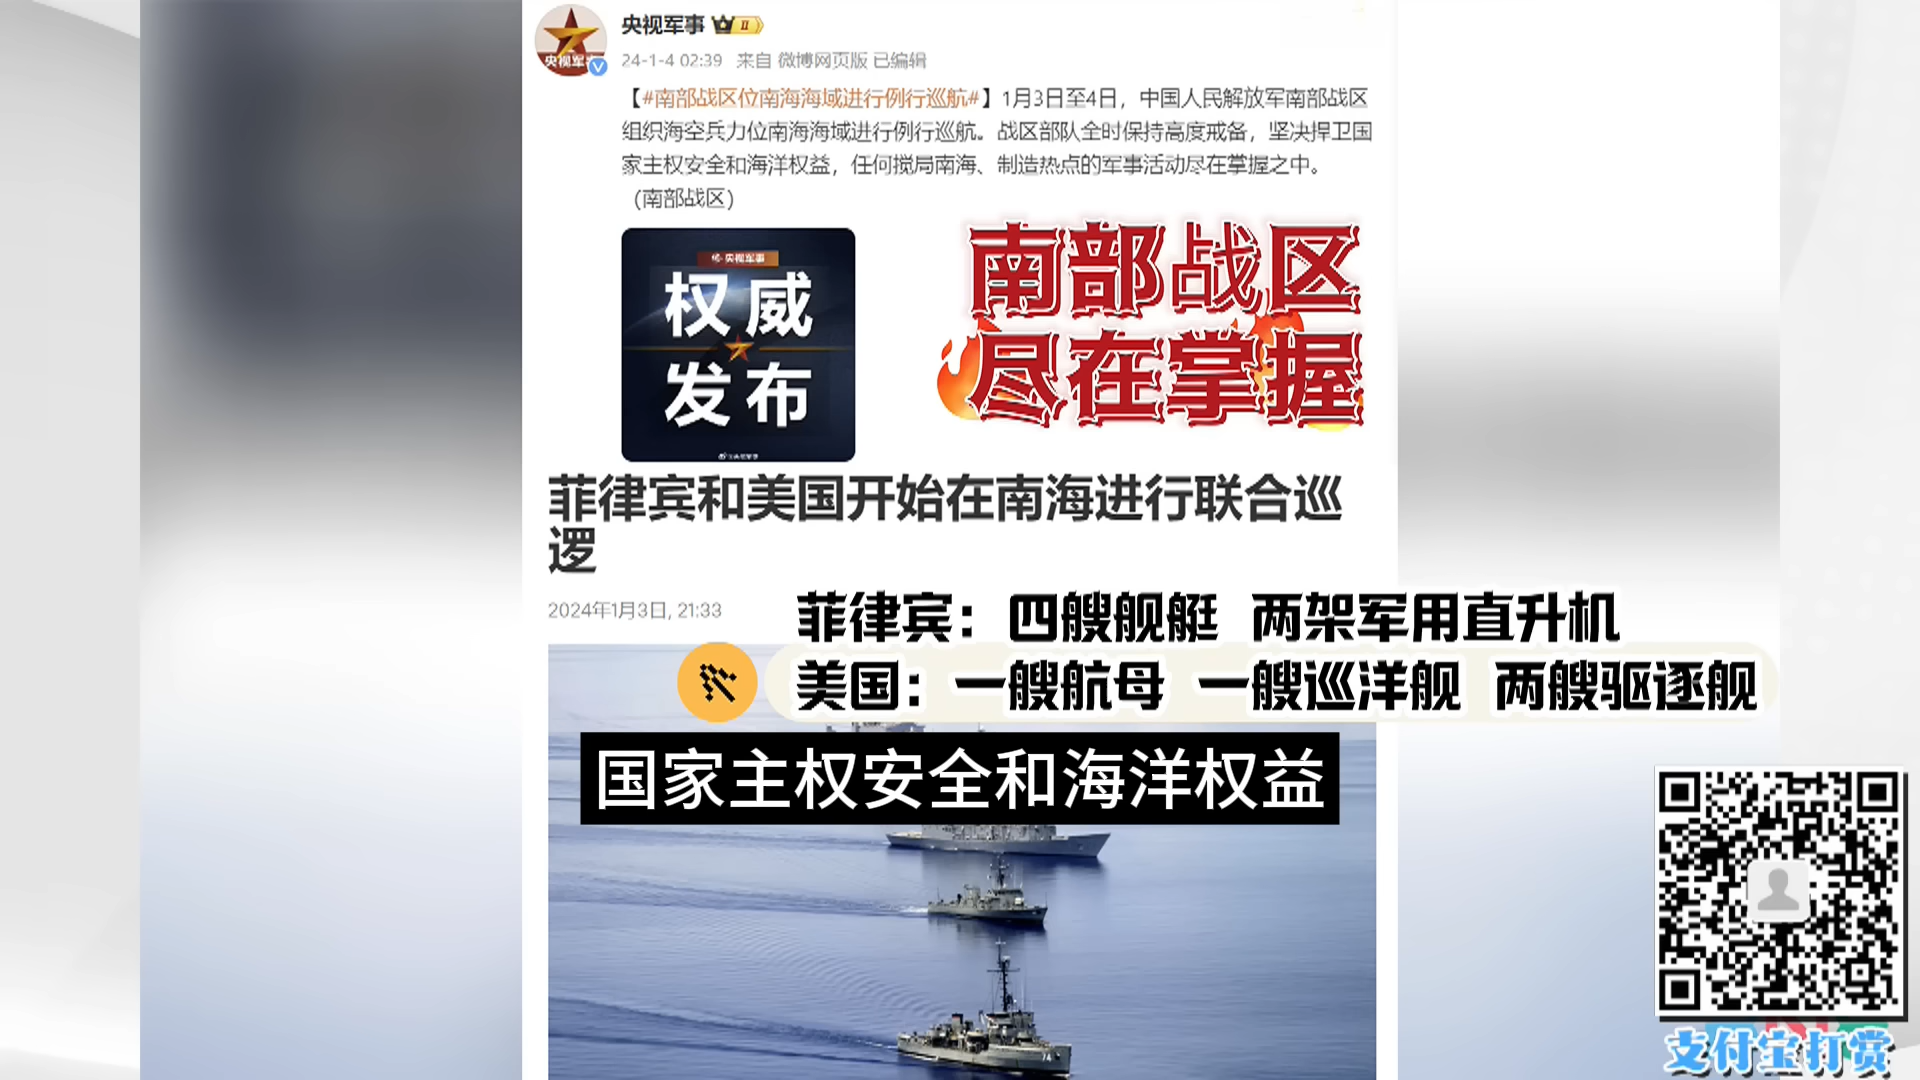 央视军事
II
央视军事
24-1-4 02:39 来自 微博网页版 已编辑
【#南部战区位南海海域进行例行巡航#】1月3日至4日，中国人民解放军南部战区
组织海空兵力位南海海域进行例行巡航。战区部队全时保持高度戒备，坚决捍卫国
家主权安全和海洋权益，任何搅局南海、制造热点的军事活动尽在掌握之中。
（南部战区）
央视军事
权威
发布
南部战区
尽在掌握
菲律宾和美国开始在南海进行联合巡
逻
2024年1月3日, 21:33
菲律宾：四艘舰艇 两架军用直升机
美国：一艘航母 一艘巡洋舰 两艘驱逐舰
国家主权安全和海洋权益
74
支付宝打赏